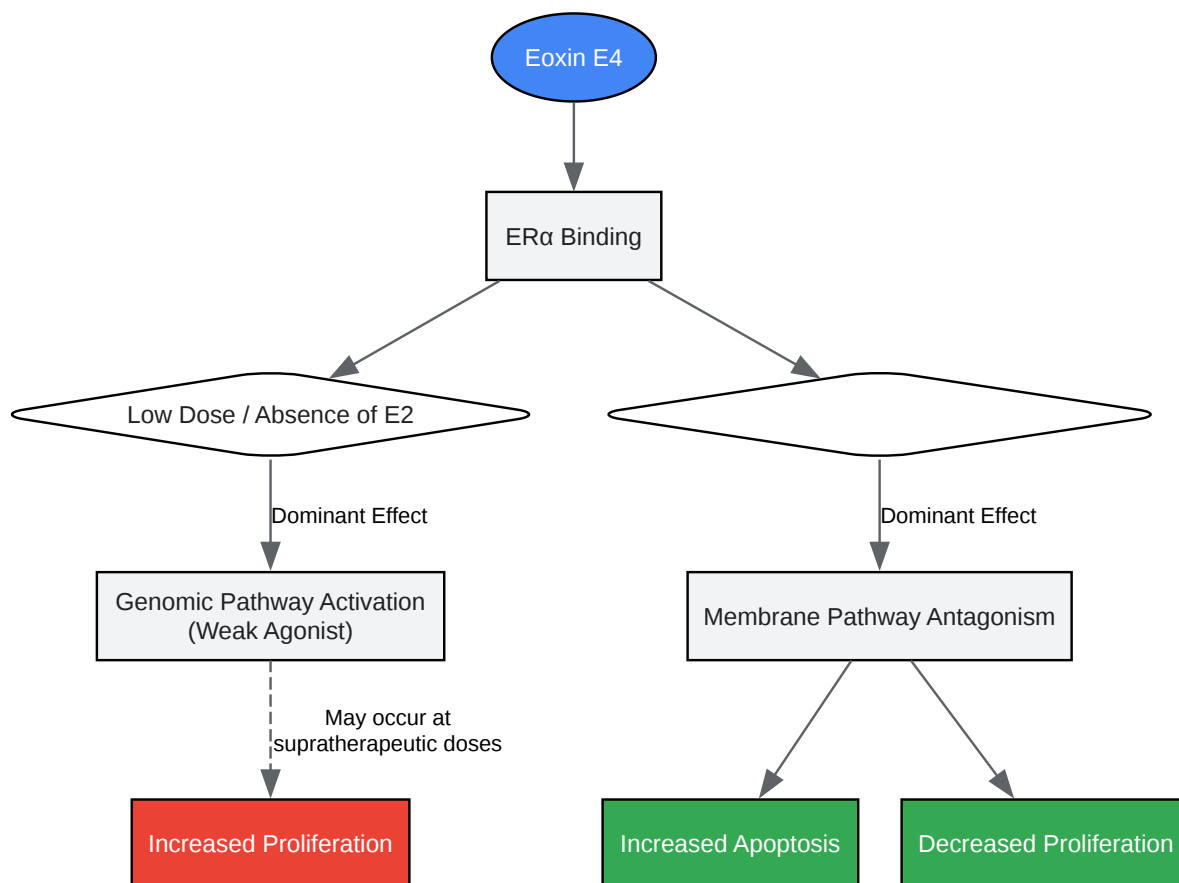 Eoxin E4
ERα Binding
Low Dose / Absence of E2
Dominant Effect
Dominant Effect
Genomic Pathway Activation
(Weak Agonist)
Membrane Pathway Antagonism
May occur at
supratherapeutic doses
Increased Proliferation
Increased Apoptosis
Decreased Proliferation